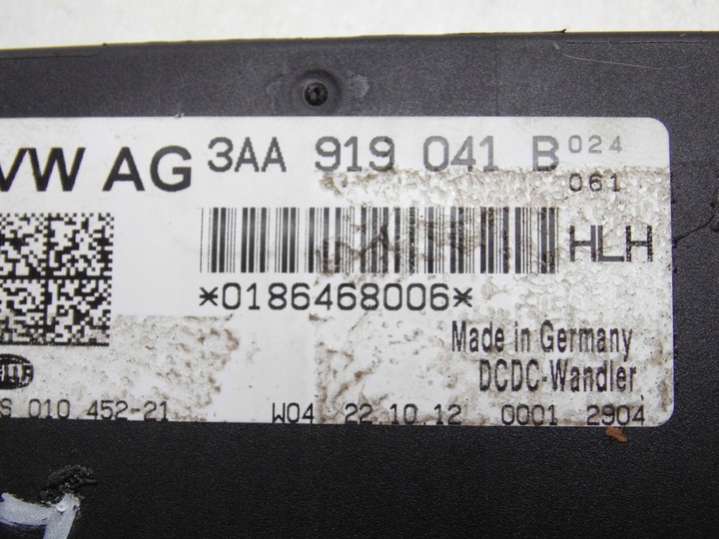 VW AG 3AA 919 041 B 024
061
HLH
*0186468006*
Made in Germany
DCDC-Wandler
S 010 452-21 W04 22.10.12 0001 2904